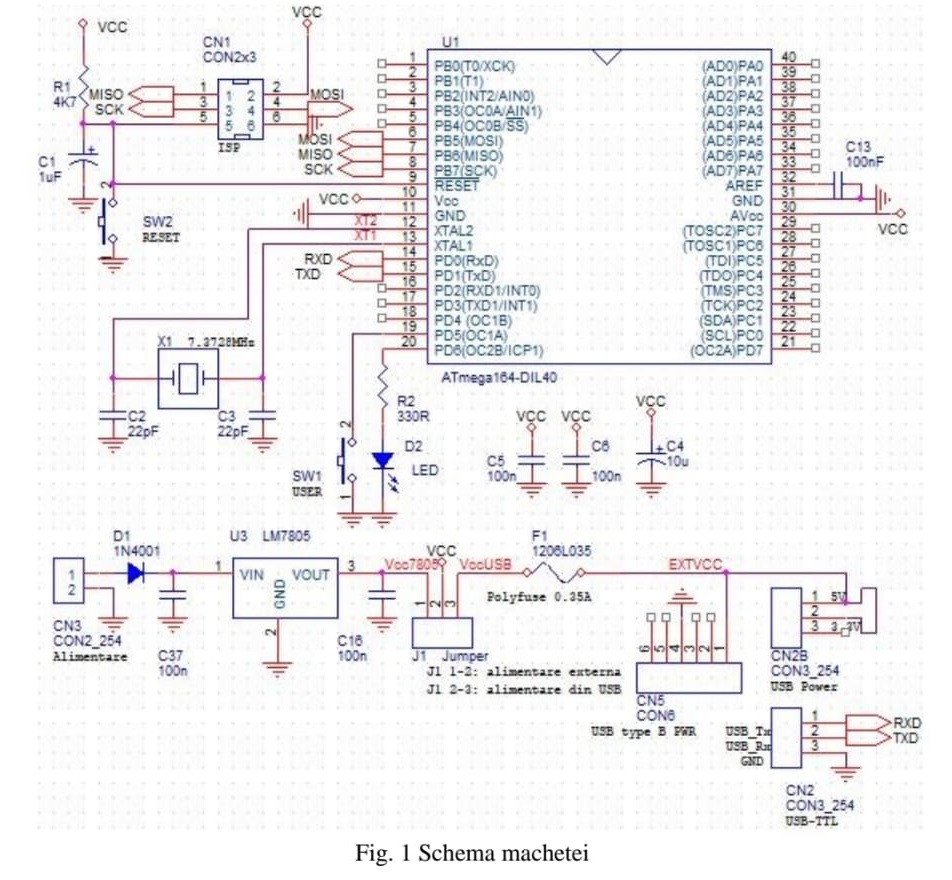 VCC
VCC
CN1
CON2x3
R1
4K7
MISO
SCK
1
3
5
1 2
3 4
5 6
2
4
6
MOSI
ISP
C1
1uF
2
SW2
RESET
1
MOSI
MISO
SCK
VCC
XT2
XT1
RXD
TXD
U1
1 PB0(T0/XCK)
2 PB1(T1)
3 PB2(INT2/AIN0)
4 PB3(OC0A/AIN1)
5 PB4(OC0B/SS)
6 PB5(MOSI)
7 PB6(MISO)
8 PB7(SCK)
9 RESET
10 Vcc
11 GND
12 XTAL2
13 XTAL1
14 PD0(RxD)
15 PD1(TxD)
16 PD2(RXD1/INT0)
17 PD3(TXD1/INT1)
18 PD4 (OC1B)
19 PD5(OC1A)
20 PD6(OC2B/ICP1)
(AD0)PA0 40
(AD1)PA1 39
(AD2)PA2 38
(AD3)PA3 37
(AD4)PA4 36
(AD5)PA5 35
(AD6)PA6 34
(AD7)PA7 33
AREF 32
GND 31
AVcc 30
(TOSC2)PC7 29
(TOSC1)PC6 28
(TDI)PC5 27
(TDO)PC4 26
(TMS)PC3 25
(TCK)PC2 24
(SDA)PC1 23
(SCL)PC0 22
(OC2A)PD7 21
ATmega164-DIL40
C13
100nF
VCC
X1 7.3728MHz
C2
22pF
C3
22pF
R2
330R
2
SW1
USER
1
D2
LED
VCC
C5
100n
VCC
C6
100n
VCC
C4
10u
D1
1N4001
1
2
CN3
CON2_254
Alimentare
C37
100n
U3 LM7805
1 VIN
VOUT 3
GND
2
C16
100n
Vcc7805
VCC
VccUSB
1
2
3
J1 Jumper
J1 1-2: alimentare externa
J1 2-3: alimentare din USB
F1
1206L035
Polyfuse 0.35A
EXTVCC
6
5
4
3
2
1
CN5
CON6
USB type B PWR
1 5V
2
3 3.3V
CN2B
CON3_254
USB Power
USB_Tx
USB_Rx
GND
1
2
3
RXD
TXD
CN2
CON3_254
USB-TTL
Fig. 1 Schema machetei